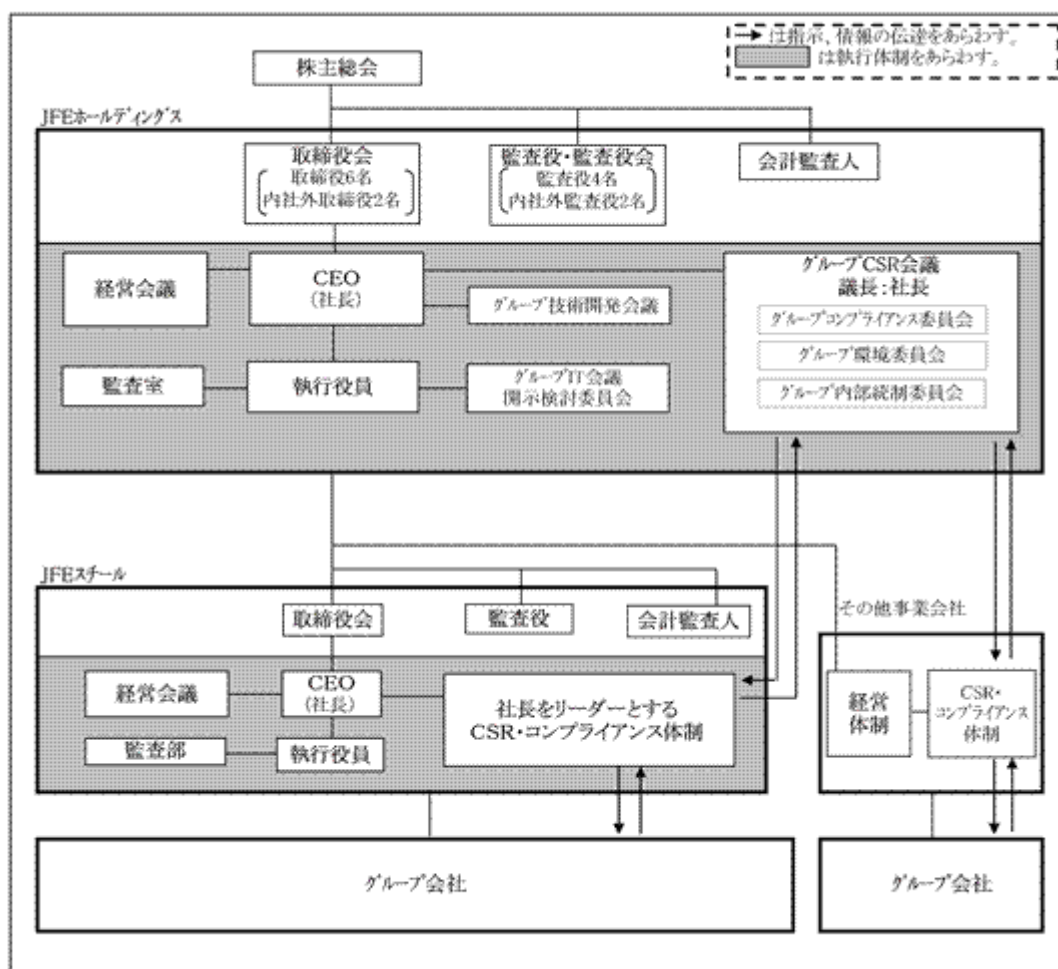 は指示、情報の伝達をあらわす。
は執行体制をあらわす。
株主総会
JFEホールディングス
取締役会
取締役6名
内社外取締役2名
監査役・監査役会
監査役4名
内社外監査役2名
会計監査人
経営会議
CEO
(社長)
グループ技術開発会議
監査室
執行役員
グループIT会議
開示検討委員会
グループCSR会議
議長:社長
グループコンプライアンス委員会
グループ環境委員会
グループ内部統制委員会
JFEスチール
取締役会
監査役
会計監査人
経営会議
CEO
(社長)
監査部
執行役員
社長をリーダーとする
CSR・コンプライアンス体制
その他事業会社
経営
体制
CSR・
コンプライアンス
体制
グループ会社
グループ会社